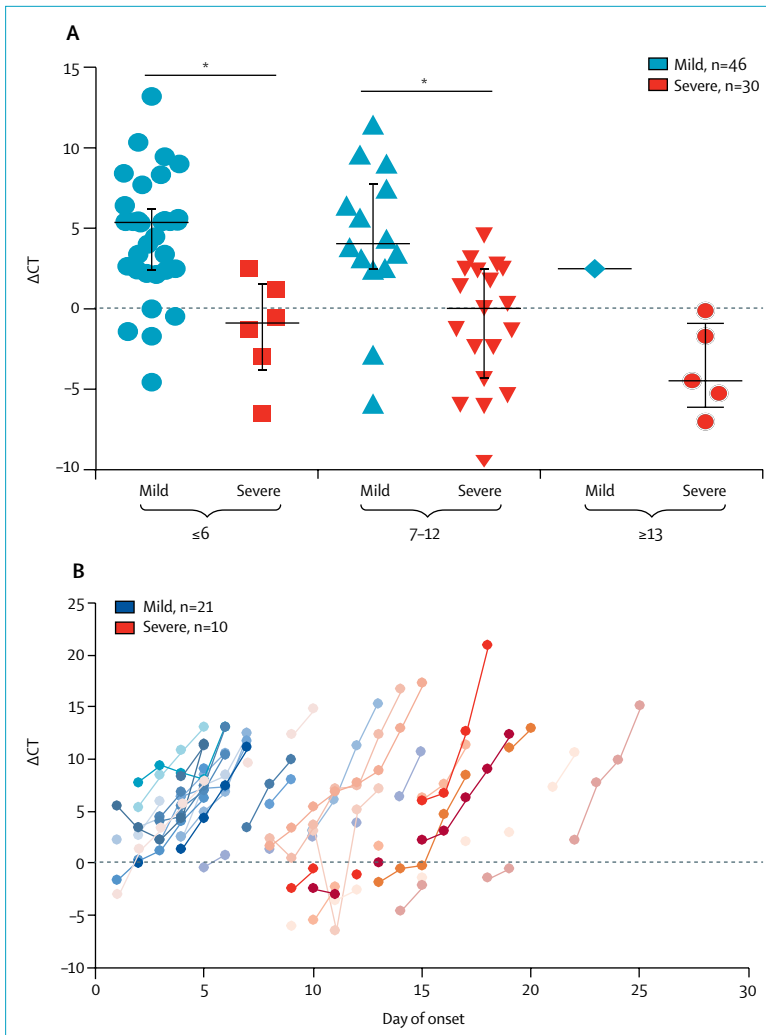 A
15
10
5
0
−5
−10
ΔCT
*
*
Mild, n=46
Severe, n=30
Mild
Severe
Mild
Severe
Mild
Severe
≤6
7–12
≥13
B
25
20
15
10
5
0
−5
−10
ΔCT
Mild, n=21
Severe, n=10
0
5
10
15
20
25
30
Day of onset